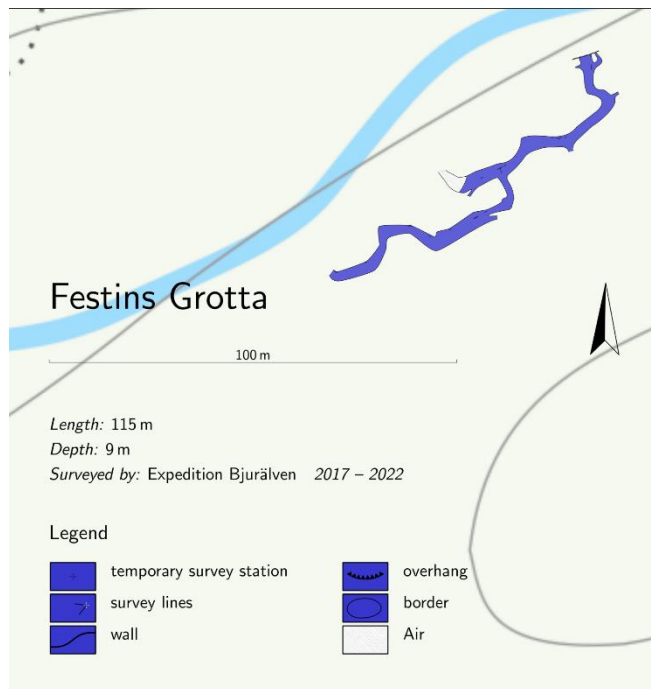 Festins Grotta
100 m
Length: 115 m
Depth: 9 m
Surveyed by: Expedition Bjurälven 2017 – 2022
Legend
temporary survey station
survey lines
wall
overhang
border
Air